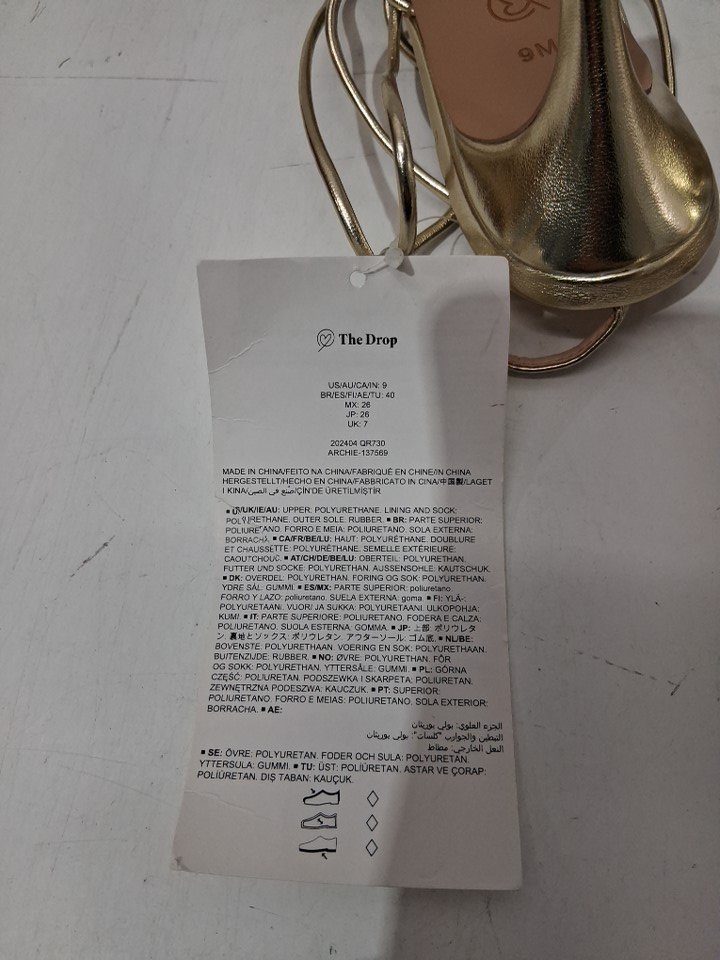 9M
The Drop
US/AU/CA/IN: 9
BR/ES/FI/AE/TU: 40
MX: 26
JP: 26
UK: 7
202404 QR730
ARCHIE-137569
MADE IN CHINA/FEITO NA CHINA/FABRIQUÉ EN CHINE/IN CHINA
HERGESTELLT/HECHO EN CHINA/FABBRICATO IN CINA/中国製/LAGET
I KINA/صنع في الصين/ÇİN'DE ÜRETİLMİŞTİR
■ US/UK/IE/AU: UPPER: POLYURETHANE. LINING AND SOCK:
POLYURETHANE. OUTER SOLE: RUBBER. ■ BR: PARTE SUPERIOR:
POLIURETANO. FORRO E MEIA: POLIURETANO. SOLA EXTERNA:
BORRACHA. ■ CA/FR/BE/LU: HAUT: POLYURÉTHANE. DOUBLURE
ET CHAUSSETTE: POLYURÉTHANE. SEMELLE EXTÉRIEURE:
CAOUTCHOUC. ■ AT/CH/DE/BE/LU: OBERTEIL: POLYURETHAN.
FUTTER UND SOCKE: POLYURETHAN. AUSSENSOHLE: KAUTSCHUK.
■ DK: OVERDEL: POLYURETHAN. FORING OG SOK: POLYURETHAN.
YDRE SÅL: GUMMI. ■ ES/MX: PARTE SUPERIOR: poliuretano.
FORRO Y LAZO: poliuretano. SUELA EXTERNA: goma. ■ FI: YLÄ-:
POLYURETAANI. VUORI JA SUKKA: POLYURETAANI. ULKOPOHJA:
KUMI. ■ IT: PARTE SUPERIORE: POLIURETANO. FODERA E CALZA:
POLIURETANO. SUOLA ESTERNA: GOMMA. ■ JP: 上部: ポリウレタ
ン. 裏地とソックス: ポリウレタン. アウターソール: ゴム底. ■ NL/BE:
BOVENSTE: POLYURETHAAN. VOERING EN SOK: POLYURETHAAN.
BUITENZIJDE: RUBBER. ■ NO: ØVRE: POLYURETHAN. FÔR
OG SOKK: POLYURETHAN. YTTERSÅLE: GUMMI. ■ PL: GÓRNA
CZĘŚĆ: POLIURETAN. PODSZEWKA I SKARPETA: POLIURETAN.
ZEWNĘTRZNA PODESZWA: KAUCZUK. ■ PT: SUPERIOR:
POLIURETANO. FORRO E MEIAS: POLIURETANO. SOLA EXTERIOR:
BORRACHA. ■ AE:
الجزء العلوي: بولي يوريثان
التبطين والجوارب "كلسات": بولي يوريثان
النعل الخارجي: مطاط
■ SE: ÖVRE: POLYURETAN. FODER OCH SULA: POLYURETAN.
YTTERSULA: GUMMI. ■ TU: ÜST: POLİÜRETAN. ASTAR VE ÇORAP:
POLİÜRETAN. DIŞ TABAN: KAUÇUK.